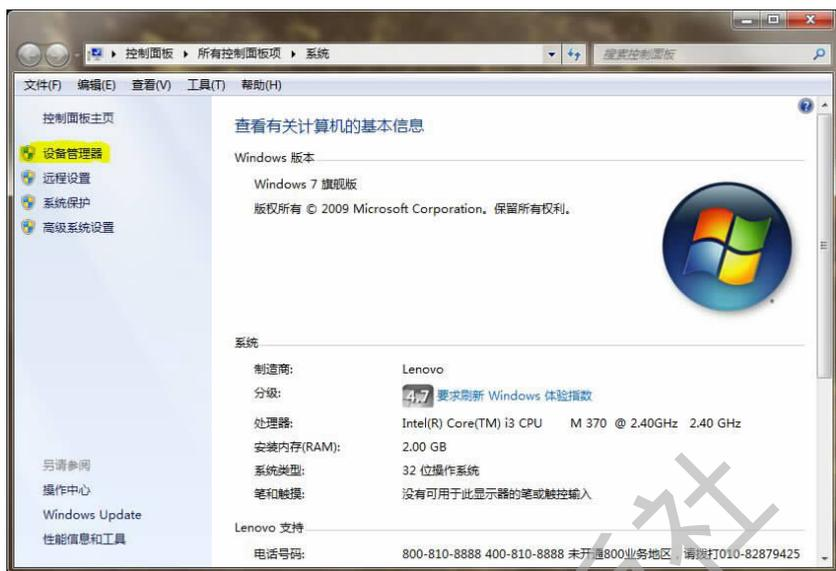 控制面板 ▸ 所有控制面板项 ▸ 系统
搜索控制面板
文件(F) 编辑(E) 查看(V) 工具(T) 帮助(H)
控制面板主页
设备管理器
远程设置
系统保护
高级系统设置
另请参阅
操作中心
Windows Update
性能信息和工具
查看有关计算机的基本信息
Windows 版本
Windows 7 旗舰版
版权所有 © 2009 Microsoft Corporation。保留所有权利。
系统
制造商: Lenovo
分级: 4.7 要求刷新 Windows 体验指数
处理器: Intel(R) Core(TM) i3 CPU M 370 @ 2.40GHz 2.40 GHz
安装内存(RAM): 2.00 GB
系统类型: 32 位操作系统
笔和触摸: 没有可用于此显示器的笔或触控输入
Lenovo 支持
电话号码: 800-810-8888 400-810-8888 未开通800业务地区，请拨打010-82879425
社